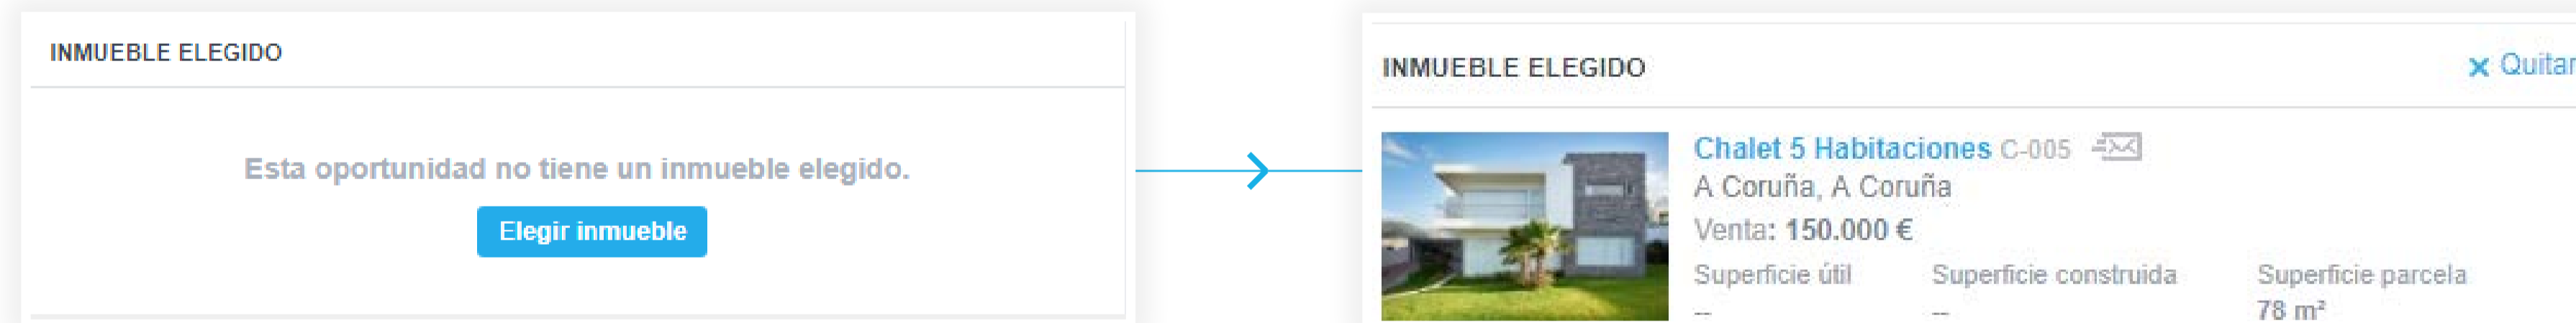 INMUEBLE ELEGIDO
Esta oportunidad no tiene un inmueble elegido.
Elegir inmueble
INMUEBLE ELEGIDO
Quitar
Chalet 5 Habitaciones C-005
A Coruña, A Coruña
Venta: 150.000 €
Superficie útil Superficie construida Superficie parcela
-- -- 78 m²